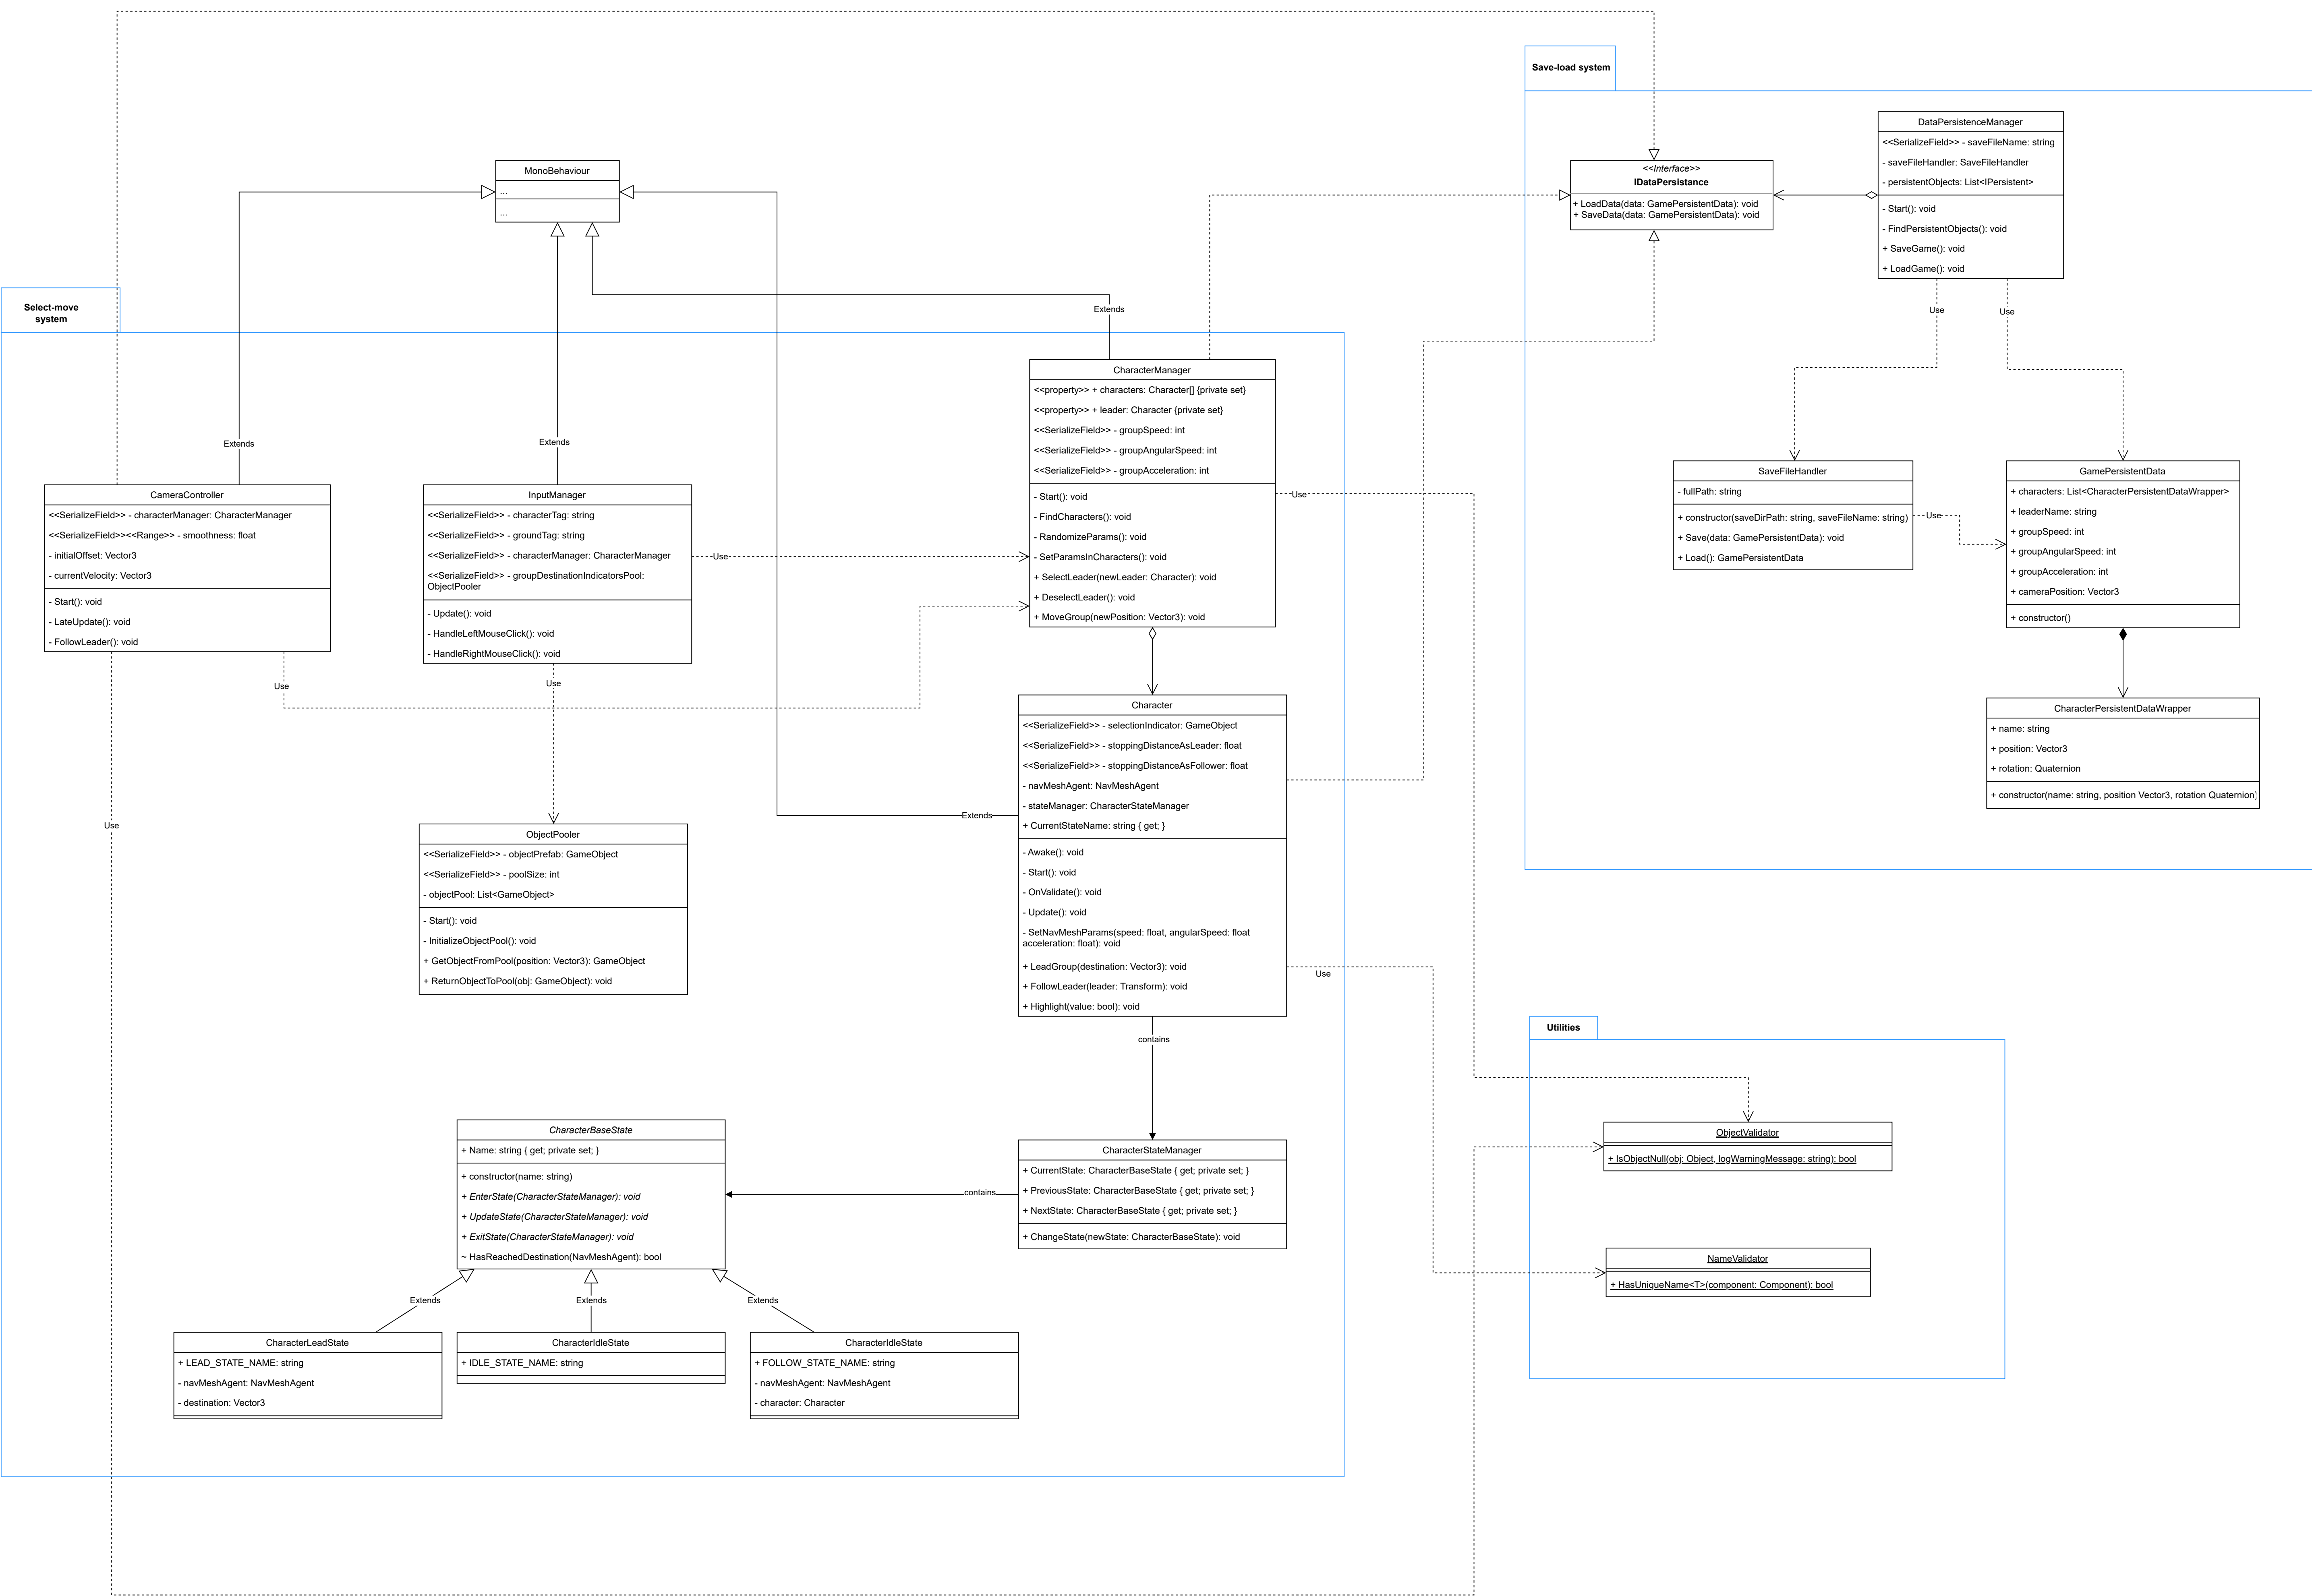 Save-load system
DataPersistenceManager
<<SerializeField>> - saveFileName: string
- saveFileHandler: SaveFileHandler
- persistentObjects: List<IPersistent>
- Start(): void
- FindPersistentObjects(): void
+ SaveGame(): void
+ LoadGame(): void
<<Interface>>
IDataPersistance
+ LoadData(data: GamePersistentData): void
+ SaveData(data: GamePersistentData): void
MonoBehaviour
...
...
Select-move
system
Extends
Use
Use
CharacterManager
<<property>> + characters: Character[] {private set}
<<property>> + leader: Character {private set}
<<SerializeField>> - groupSpeed: int
<<SerializeField>> - groupAngularSpeed: int
<<SerializeField>> - groupAcceleration: int
- Start(): void
- FindCharacters(): void
- RandomizeParams(): void
- SetParamsInCharacters(): void
+ SelectLeader(newLeader: Character): void
+ DeselectLeader(): void
+ MoveGroup(newPosition: Vector3): void
Extends
Extends
Use
CameraController
<<SerializeField>> - characterManager: CharacterManager
<<SerializeField>><<Range>> - smoothness: float
- initialOffset: Vector3
- currentVelocity: Vector3
- Start(): void
- LateUpdate(): void
- FollowLeader(): void
InputManager
<<SerializeField>> - characterTag: string
<<SerializeField>> - groundTag: string
<<SerializeField>> - characterManager: CharacterManager
<<SerializeField>> - groupDestinationIndicatorsPool:
ObjectPooler
- Update(): void
- HandleLeftMouseClick(): void
- HandleRightMouseClick(): void
Use
SaveFileHandler
- fullPath: string
+ constructor(saveDirPath: string, saveFileName: string)
+ Save(data: GamePersistentData): void
+ Load(): GamePersistentData
Use
GamePersistentData
+ characters: List<CharacterPersistentDataWrapper>
+ leaderName: string
+ groupSpeed: int
+ groupAngularSpeed: int
+ groupAcceleration: int
+ cameraPosition: Vector3
+ constructor()
Use
Use
Character
<<SerializeField>> - selectionIndicator: GameObject
<<SerializeField>> - stoppingDistanceAsLeader: float
<<SerializeField>> - stoppingDistanceAsFollower: float
- navMeshAgent: NavMeshAgent
- stateManager: CharacterStateManager
+ CurrentStateName: string { get; }
- Awake(): void
- Start(): void
- OnValidate(): void
- Update(): void
- SetNavMeshParams(speed: float, angularSpeed: float
acceleration: float): void
+ LeadGroup(destination: Vector3): void
+ FollowLeader(leader: Transform): void
+ Highlight(value: bool): void
CharacterPersistentDataWrapper
+ name: string
+ position: Vector3
+ rotation: Quaternion
+ constructor(name: string, position Vector3, rotation Quaternion)
Extends
Use
ObjectPooler
<<SerializeField>> - objectPrefab: GameObject
<<SerializeField>> - poolSize: int
- objectPool: List<GameObject>
- Start(): void
- InitializeObjectPool(): void
+ GetObjectFromPool(position: Vector3): GameObject
+ ReturnObjectToPool(obj: GameObject): void
Use
contains
Utilities
CharacterBaseState
+ Name: string { get; private set; }
+ constructor(name: string)
+ EnterState(CharacterStateManager): void
+ UpdateState(CharacterStateManager): void
+ ExitState(CharacterStateManager): void
~ HasReachedDestination(NavMeshAgent): bool
contains
CharacterStateManager
+ CurrentState: CharacterBaseState { get; private set; }
+ PreviousState: CharacterBaseState { get; private set; }
+ NextState: CharacterBaseState { get; private set; }
+ ChangeState(newState: CharacterBaseState): void
ObjectValidator
+ IsObjectNull(obj: Object, logWarningMessage: string): bool
NameValidator
+ HasUniqueName<T>(component: Component): bool
Extends
Extends
Extends
CharacterLeadState
+ LEAD_STATE_NAME: string
- navMeshAgent: NavMeshAgent
- destination: Vector3
CharacterIdleState
+ IDLE_STATE_NAME: string
CharacterIdleState
+ FOLLOW_STATE_NAME: string
- navMeshAgent: NavMeshAgent
- character: Character